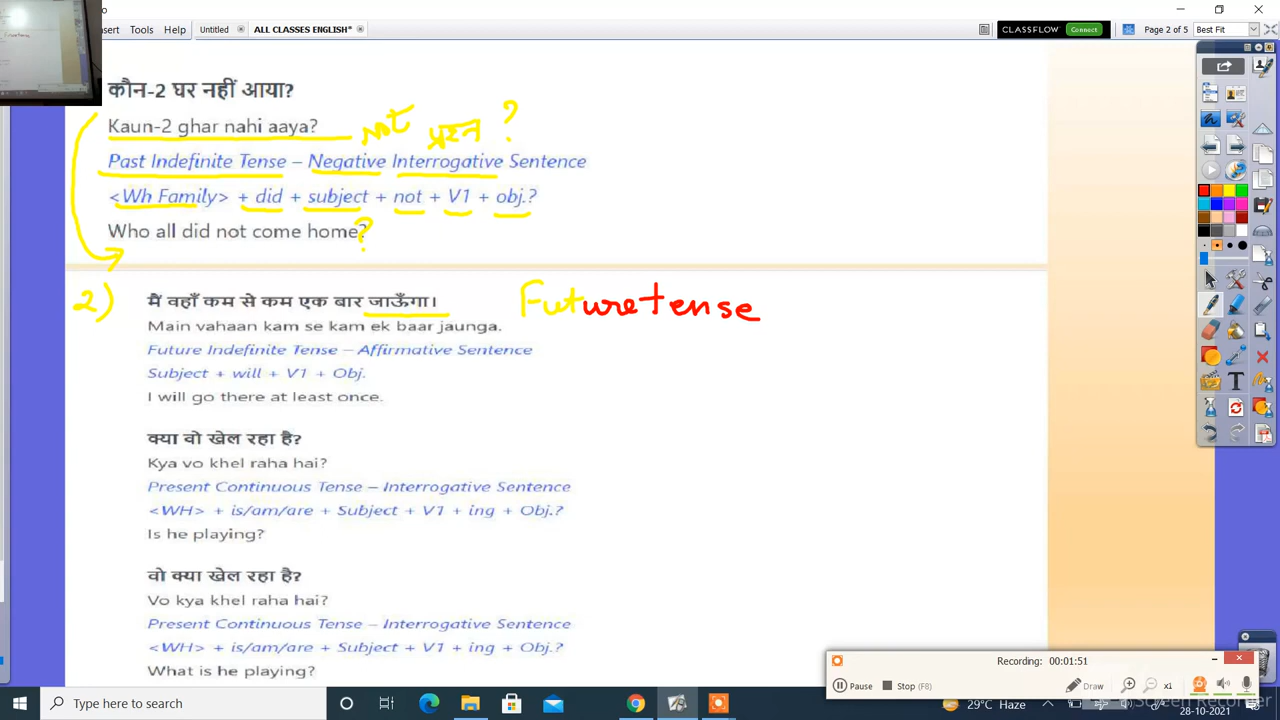 nsert Tools Help Untitled ALL CLASSES ENGLISH* CLASSFLOW Connect Page 2 of 5 Best Fit
कौन-2 घर नहीं आया?
Kaun-2 ghar nahi aaya? not प्रश्न ?
Past Indefinite Tense – Negative Interrogative Sentence
<Wh Family> + did + subject + not + V1 + obj.?
Who all did not come home?
2) मैं वहाँ कम से कम एक बार जाऊँगा। Future tense
Main vahaan kam se kam ek baar jaunga.
Future Indefinite Tense – Affirmative Sentence
Subject + will + V1 + Obj.
I will go there at least once.
क्या वो खेल रहा है?
Kya vo khel raha hai?
Present Continuous Tense – Interrogative Sentence
<WH> + is/am/are + Subject + V1 + ing + Obj.?
Is he playing?
वो क्या खेल रहा है?
Vo kya khel raha hai?
Present Continuous Tense – Interrogative Sentence
<WH> + is/am/are + Subject + V1 + ing + Obj.?
What is he playing?
Recording: 00:01:51
Pause Stop (F8) Draw x1
Type here to search 29°C Haze 28-10-2021